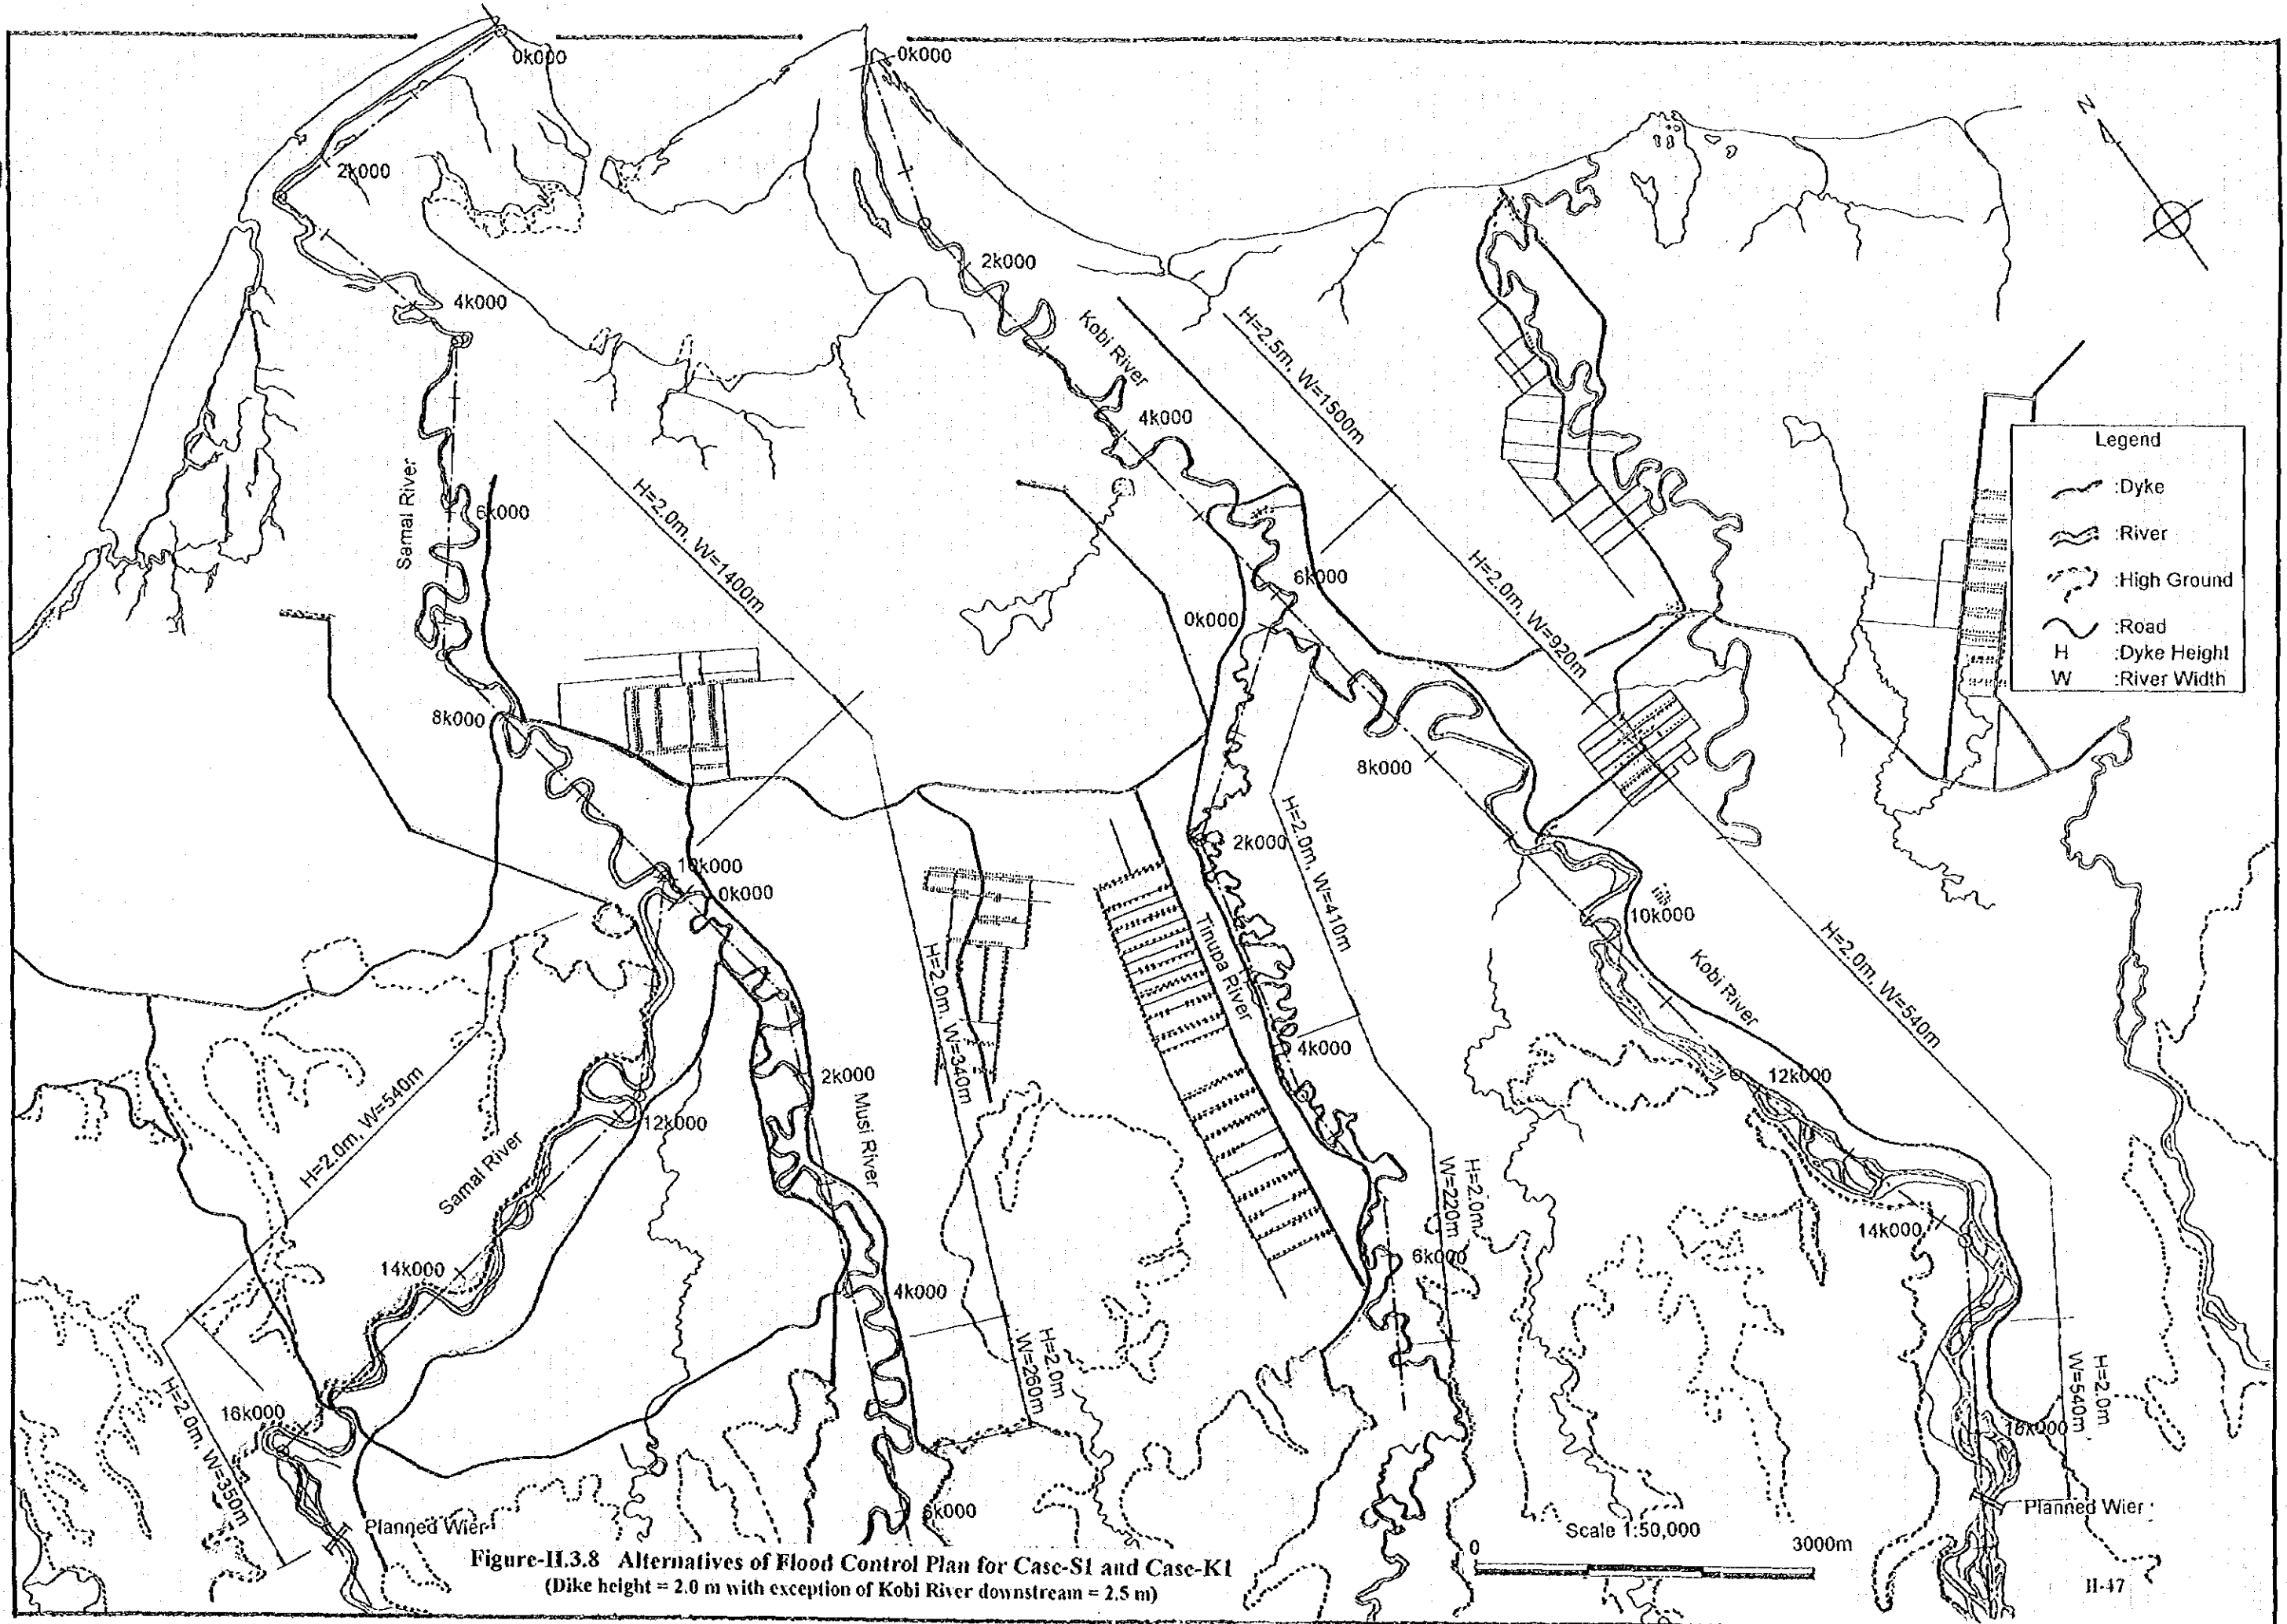 0k000
0k000
N
2k000
2k000
4k000
Kobi River
H=2.5m, W=1500m
4k000
Samal River
6k000
H=2.0m, W=1400m
H=2.0m, W=920m
6k000
0k000
Legend
:Dyke
:River
:High Ground
:Road
H :Dyke Height
W :River Width
8k000
8k000
10k000
0k000
2k000
H=2.0m, W=410m
10k000
Tinupa River
H=2.0m, W=340m
Kobi River
H=2.0m, W=540m
H=2.0m, W=540m
Samal River
12k000
2k000
Musi River
4k000
12k000
H=2.0m
W=220m
14k000
4k000
6k000
14k000
H=2.0m
W=260m
H=2.0m
W=540m
16k000
H=2.0m, W=350m
16k000
Planned Wier
6k000
Planned Wier
Scale 1:50,000
0
3000m
Figure-II.3.8 Alternatives of Flood Control Plan for Case-S1 and Case-K1
(Dike height = 2.0 m with exception of Kobi River downstream = 2.5 m)
II-47